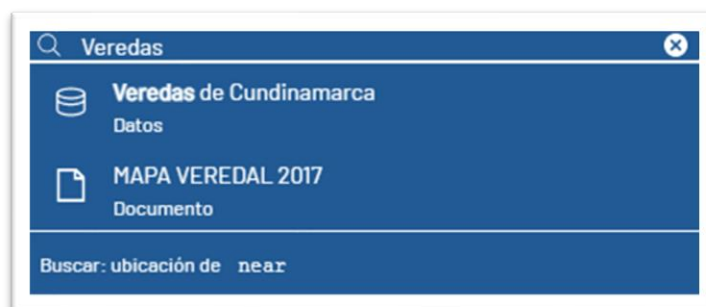 Veredas
Veredas de Cundinamarca
Datos
MAPA VEREDAL 2017
Documento
Buscar: ubicación de near